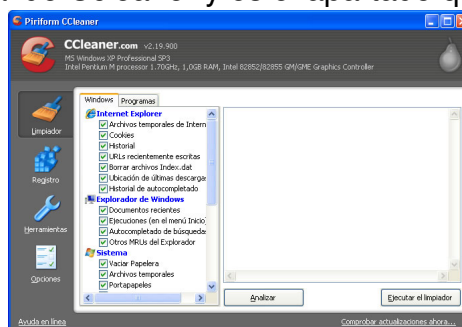 Piriform CCleaner
CCleaner.com v2.19.900
MS Windows XP Professional SP3
Intel Pentium M processor 1.70GHz, 1,0GB RAM, Intel 82852/82855 GM/GME Graphics Controller
Limpiador
Registro
Herramientas
Opciones
Windows Programas
Internet Explorer
Archivos temporales de Intern
Cookies
Historial
URLs recientemente escritas
Borrar archivos Index.dat
Ubicación de últimas descarga
Historial de autocompletado
Explorador de Windows
Documentos recientes
Ejecuciones (en el menú Inicio)
Autocompletado de búsqueda
Otros MRUs del Explorador
Sistema
Vaciar Papelera
Archivos temporales
Portapapeles
Analizar Ejecutar el limpiador
Ayuda en línea Comprobar actualizaciones ahora...